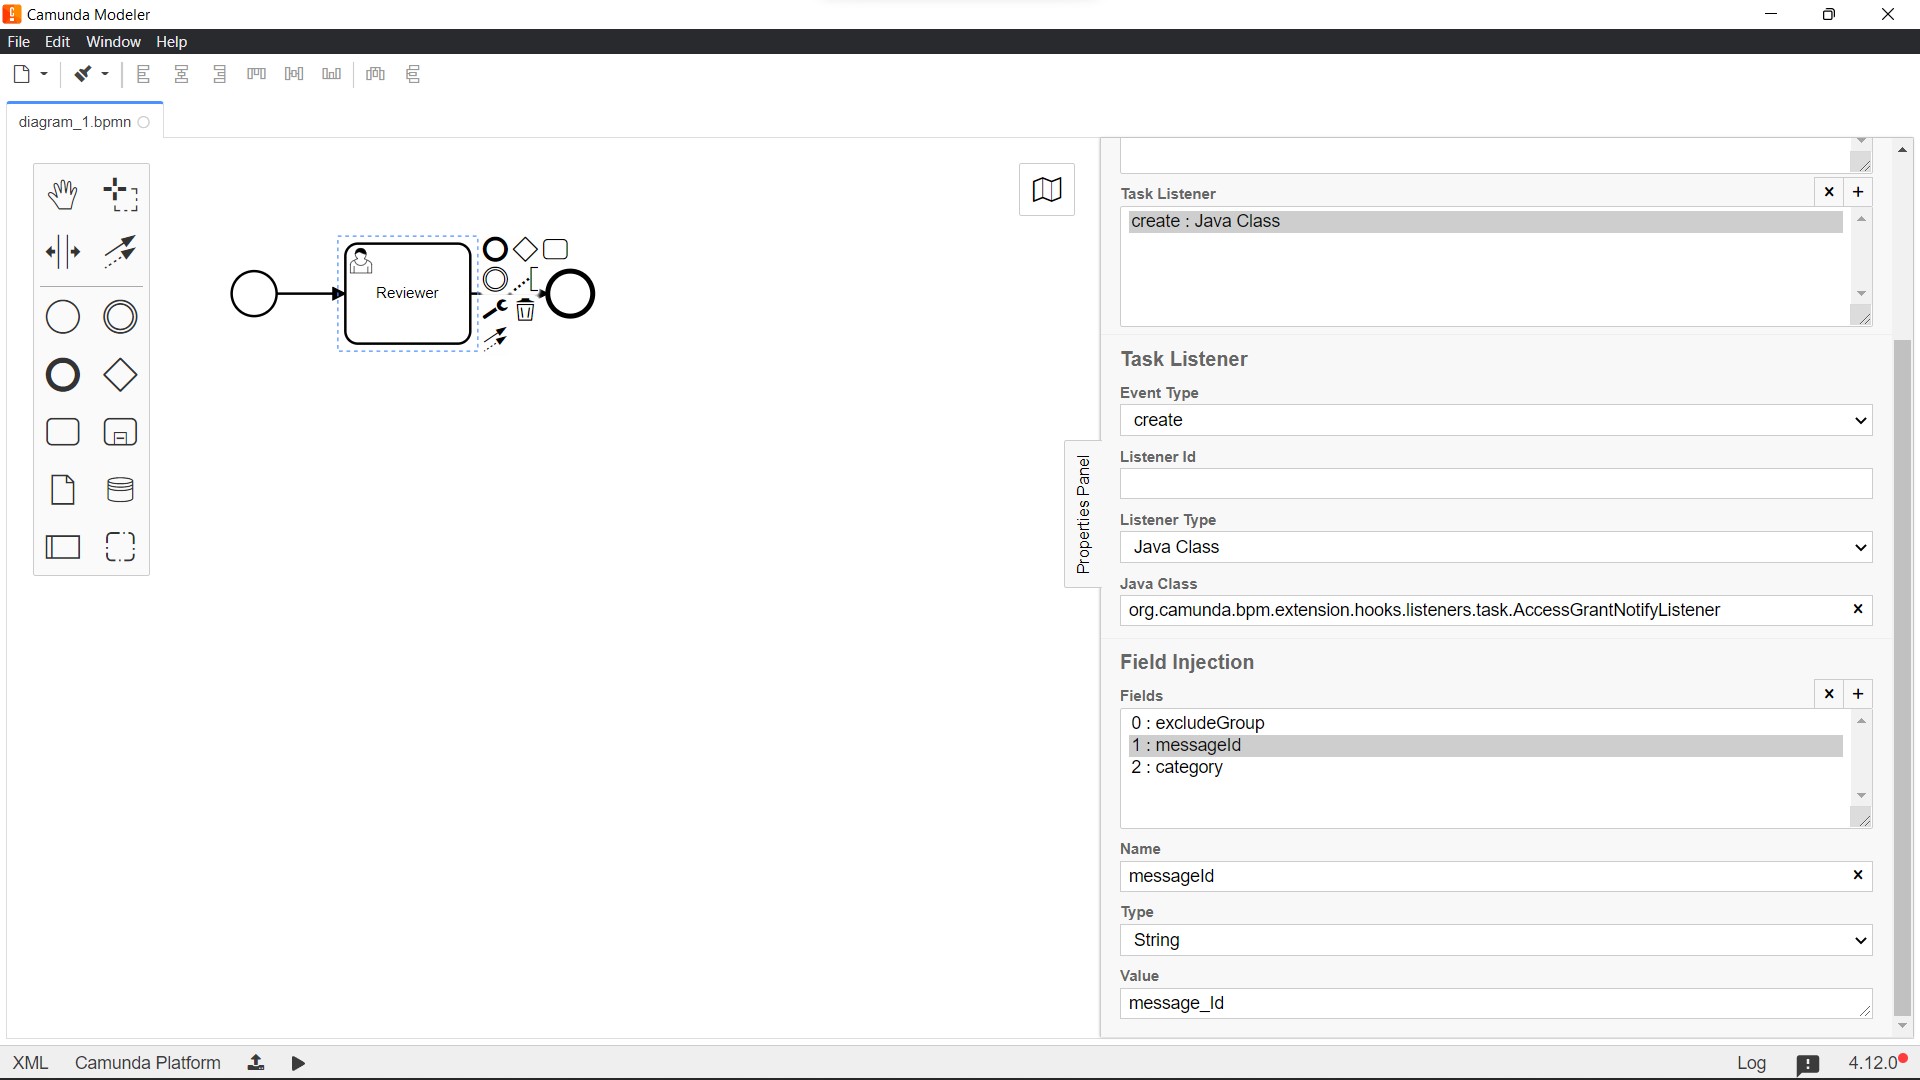 Camunda Modeler
File Edit Window Help
diagram_1.bpmn
Reviewer
Properties Panel
Task Listener
create : Java Class
Task Listener
Event Type
create
Listener Id
Listener Type
Java Class
Java Class
org.camunda.bpm.extension.hooks.listeners.task.AccessGrantNotifyListener
Field Injection
Fields
0 : excludeGroup
1 : messageId
2 : category
Name
messageId
Type
String
Value
message_Id
XML Camunda Platform Log 4.12.0